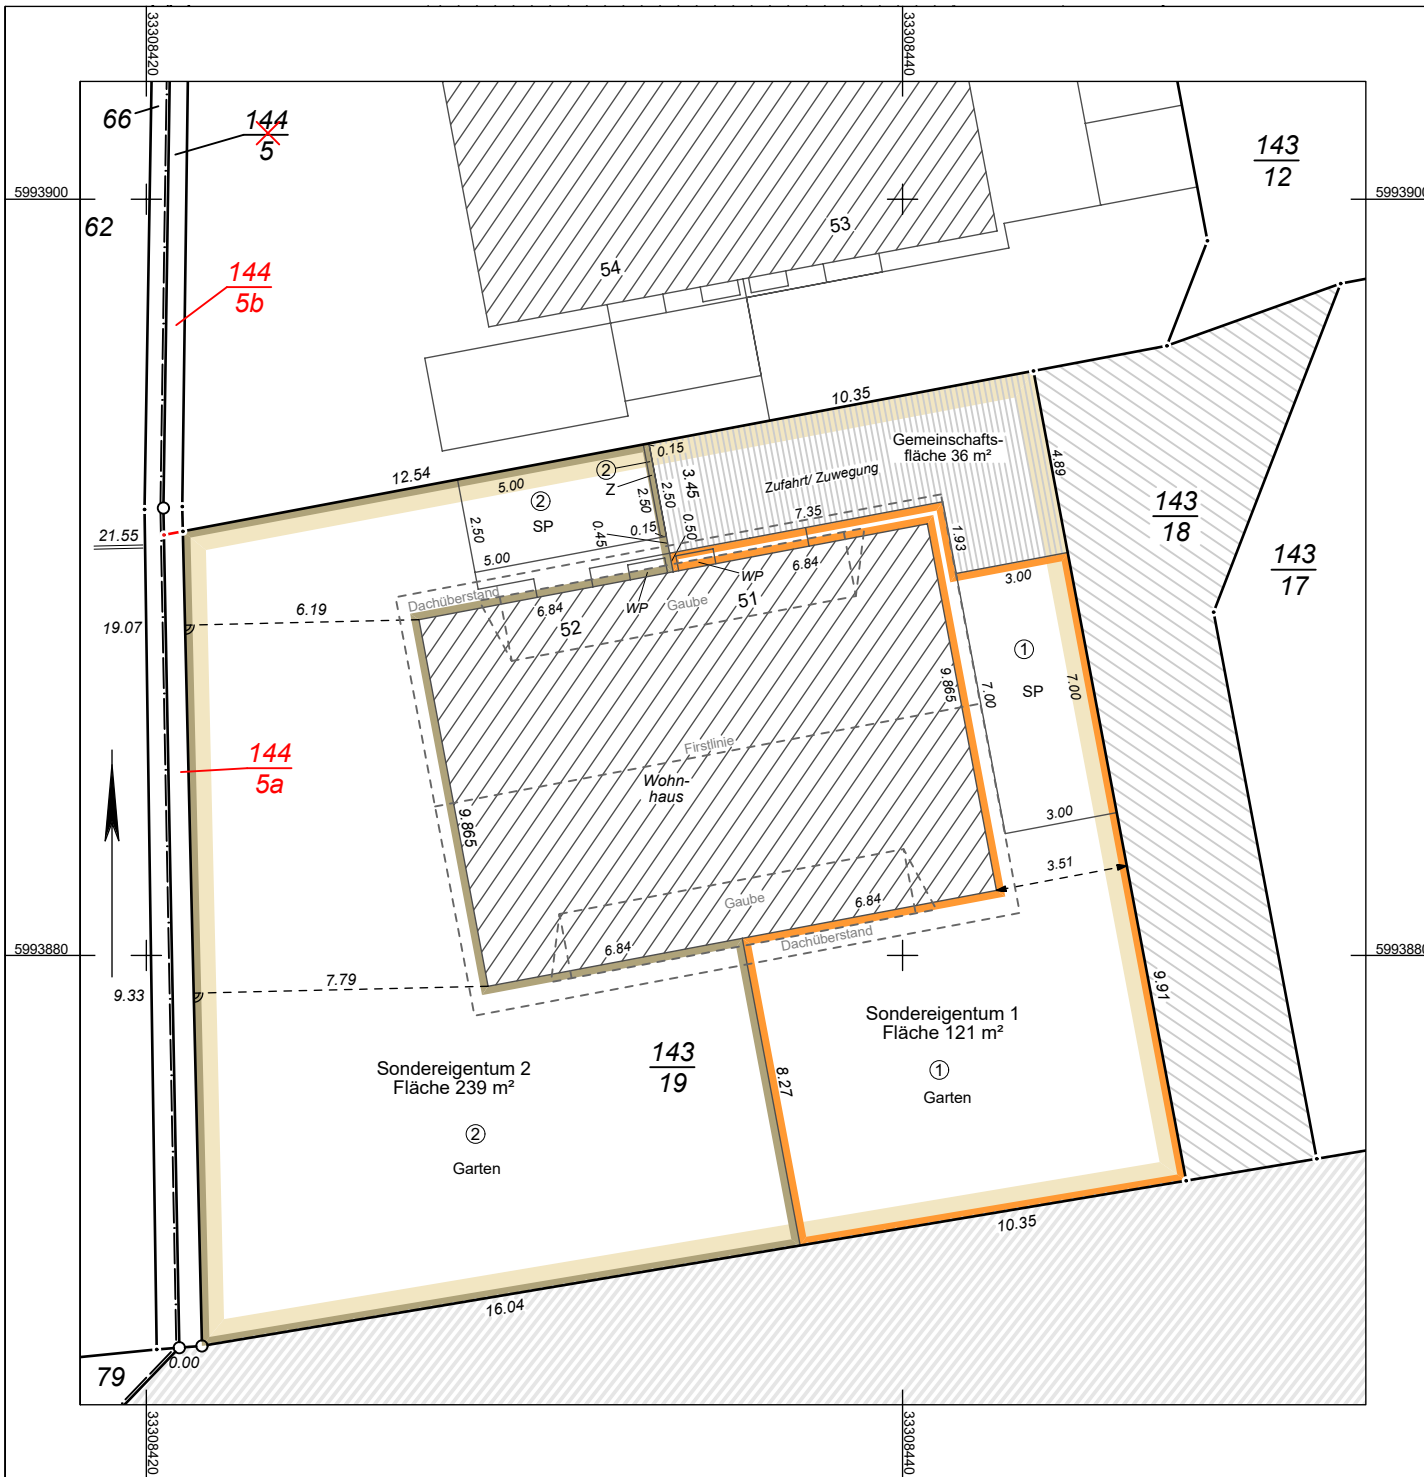 33308420
33308440
66
144
5
143
12
5993900
5993900
62
53
54
144
5b
10.35
Gemeinschafts-
fläche 36 m²
4.89
0.15
2
Z
12.54
5.00
3.45
Zufahrt/ Zuwegung
2
SP
2.50
2.50
2.50
0.45
0.15
0.50
7.35
1.93
143
18
21.55
5.00
6.84
WP
3.00
143
17
Dachüberstand
6.19
6.84
WP
Gaube
51
52
19.07
1
SP
9.865
7.00
7.00
Firstlinie
144
5a
Wohn-
haus
9.865
3.00
3.51
Gaube
6.84
6.84
Dachüberstand
5993880
5993880
7.79
9.33
9.91
Sondereigentum 1
Fläche 121 m²
143
19
Sondereigentum 2
Fläche 239 m²
8.27
1
Garten
2
Garten
10.35
16.04
0.00
79
33308420
33308440